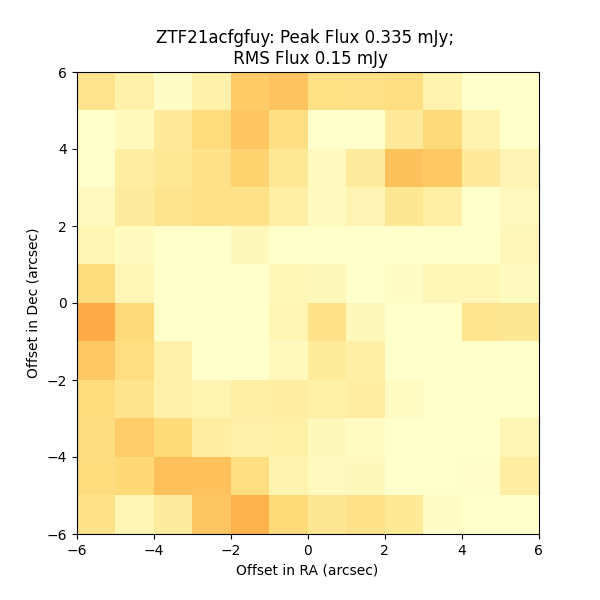 ZTF21acfgfuy: Peak Flux 0.335 mJy;
RMS Flux 0.15 mJy
6
4
2
0
−2
−4
−6
Offset in Dec (arcsec)
−6 −4 −2 0 2 4 6
Offset in RA (arcsec)